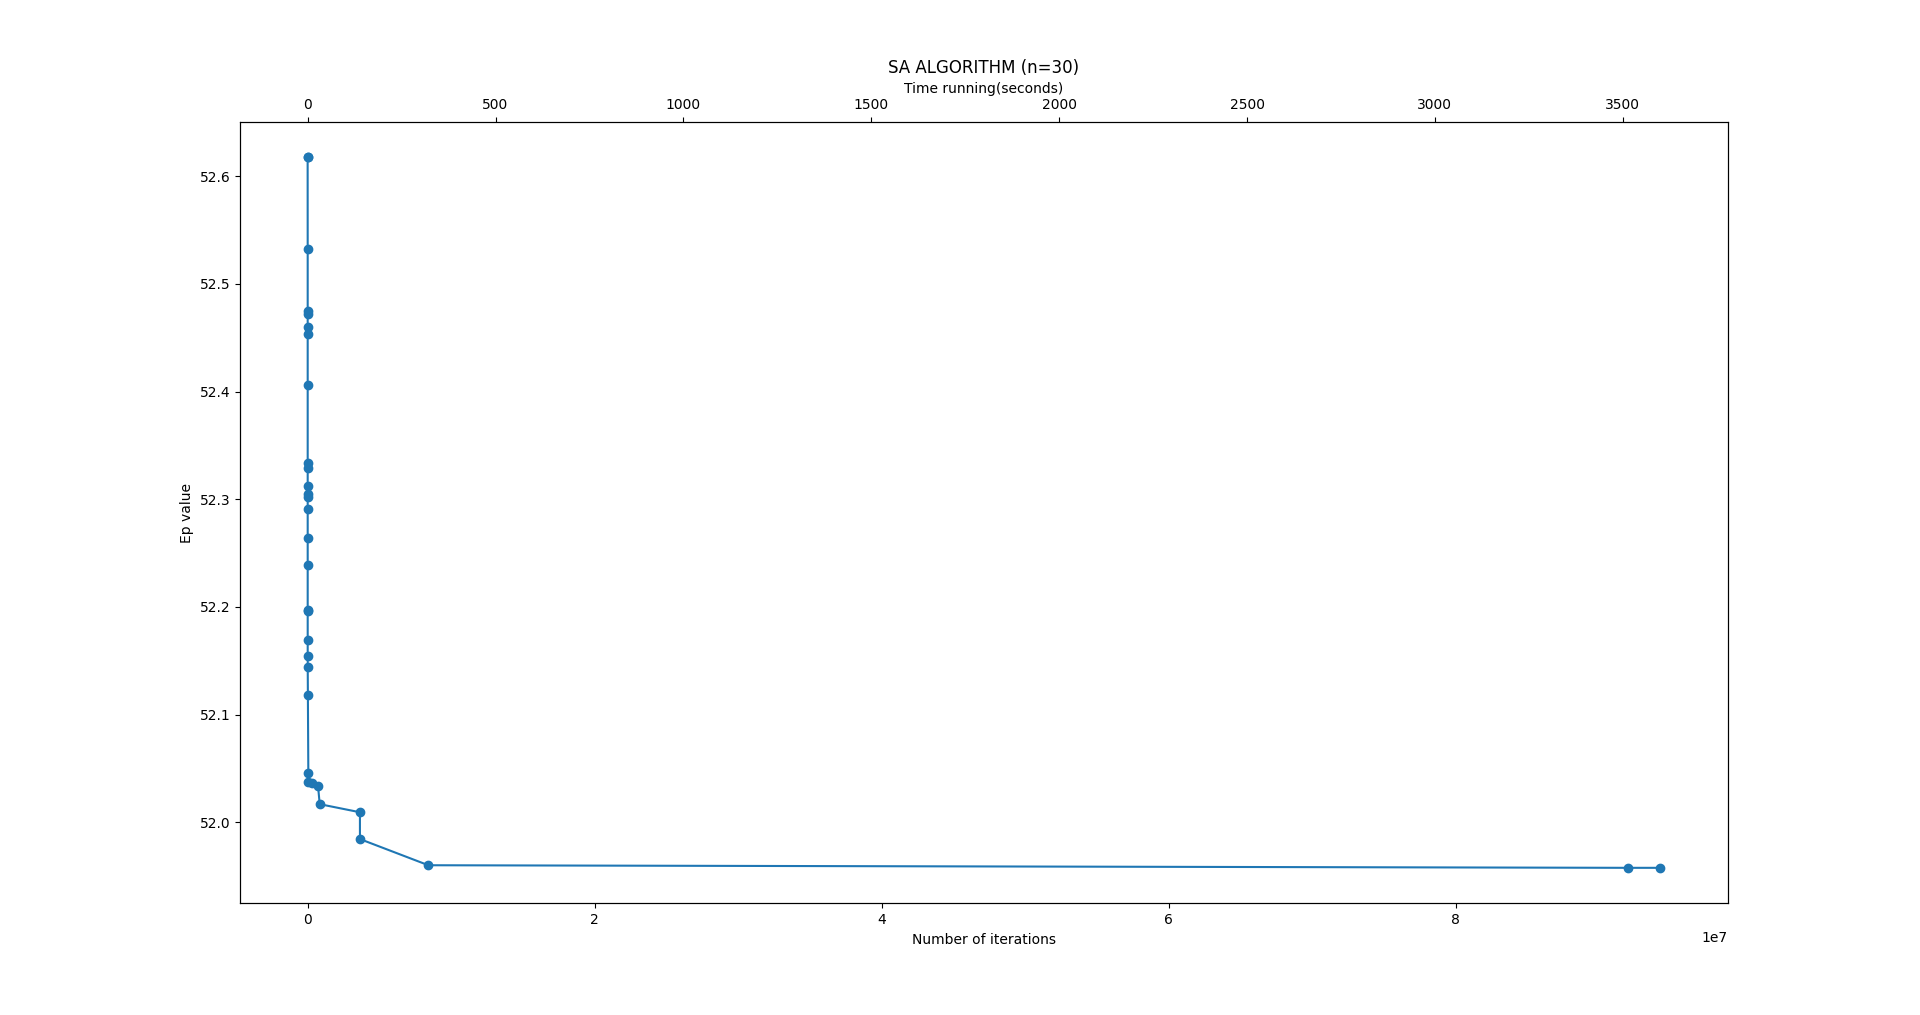 SA ALGORITHM (n=30)
Time running(seconds)
0 500 1000 1500 2000 2500 3000 3500
52.6
52.5
52.4
52.3
52.2
52.1
52.0
Ep value
0 2 4 6 8
1e7
Number of iterations